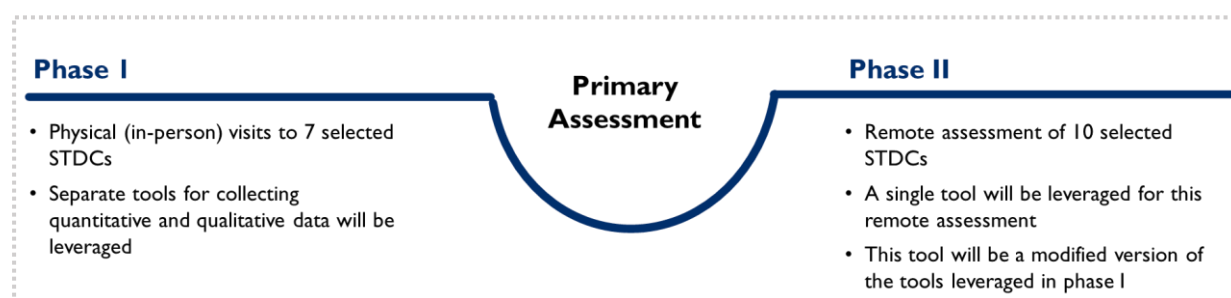 Phase I
• Physical (in-person) visits to 7 selected
STDCs
• Separate tools for collecting
quantitative and qualitative data will be
leveraged
Primary
Assessment
Phase II
• Remote assessment of 10 selected
STDCs
• A single tool will be leveraged for this
remote assessment
• This tool will be a modified version of
the tools leveraged in phase I